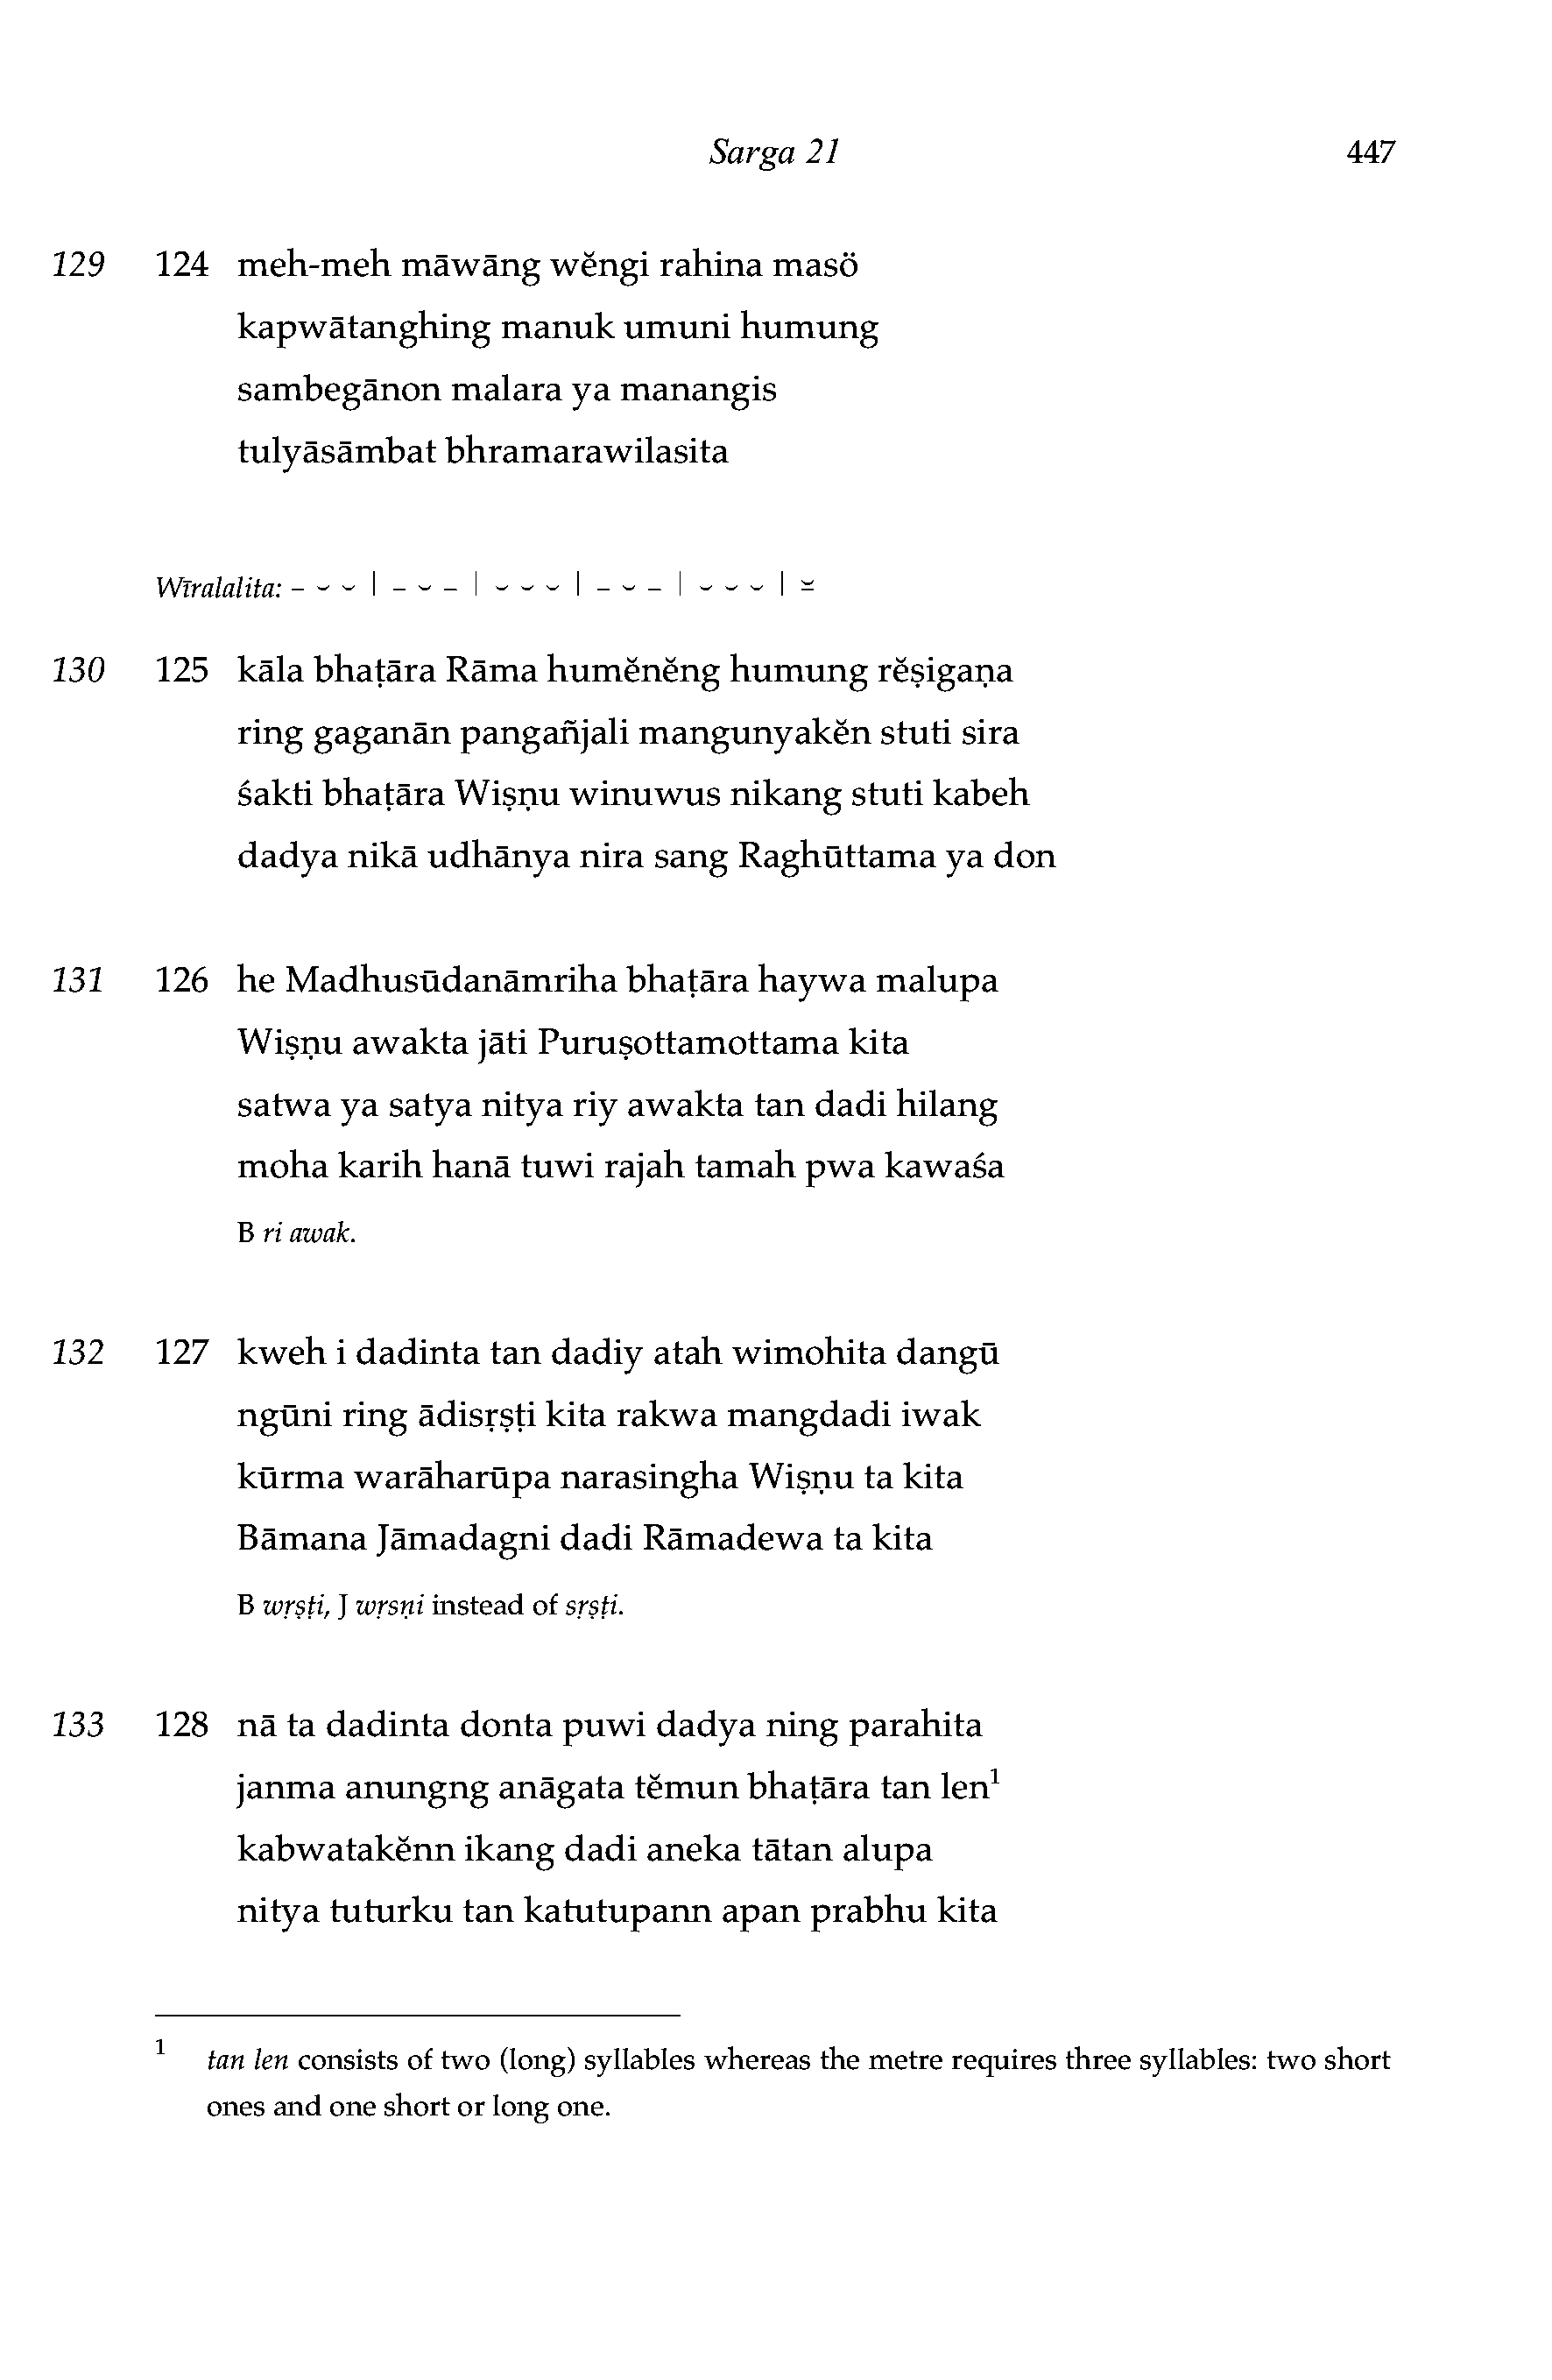 Sarga 21 447
129 124 meh-meh māwāng wĕngi rahina masö
kapwātanghing manuk umuni humung
sambegānon malara ya manangis
tulyāsāmbat bhramarawilasita
Wīralalita: – ⏑ ⏑ | – ⏑ – | ⏑ ⏑ ⏑ | – ⏑ – | ⏑ ⏑ ⏑ | ⏓
130 125 kāla bhaṭāra Rāma humĕnĕng humung rĕṣigaṇa
ring gaganān pangañjali mangunyakĕn stuti sira
śakti bhaṭāra Wiṣṇu winuwus nikang stuti kabeh
dadya nikā udhānya nira sang Raghūttama ya don
131 126 he Madhusūdanāmriha bhaṭāra haywa malupa
Wiṣṇu awakta jāti Puruṣottamottama kita
satwa ya satya nitya riy awakta tan dadi hilang
moha karih hanā tuwi rajah tamah pwa kawaśa
B ri awak.
132 127 kweh i dadinta tan dadiy atah wimohita dangū
ngūni ring ādisṛṣṭi kita rakwa mangdadi iwak
kūrma warāharūpa narasingha Wiṣṇu ta kita
Bāmana Jāmadagni dadi Rāmadewa ta kita
B wṛṣṭi, J wṛsṇi instead of sṛṣṭi.
133 128 nā ta dadinta donta puwi dadya ning parahita
janma anungng anāgata tĕmun bhaṭāra tan len¹
kabwatakĕnn ikang dadi aneka tātan alupa
nitya tuturku tan katutupann apan prabhu kita
1 tan len consists of two (long) syllables whereas the metre requires three syllables: two short
ones and one short or long one.